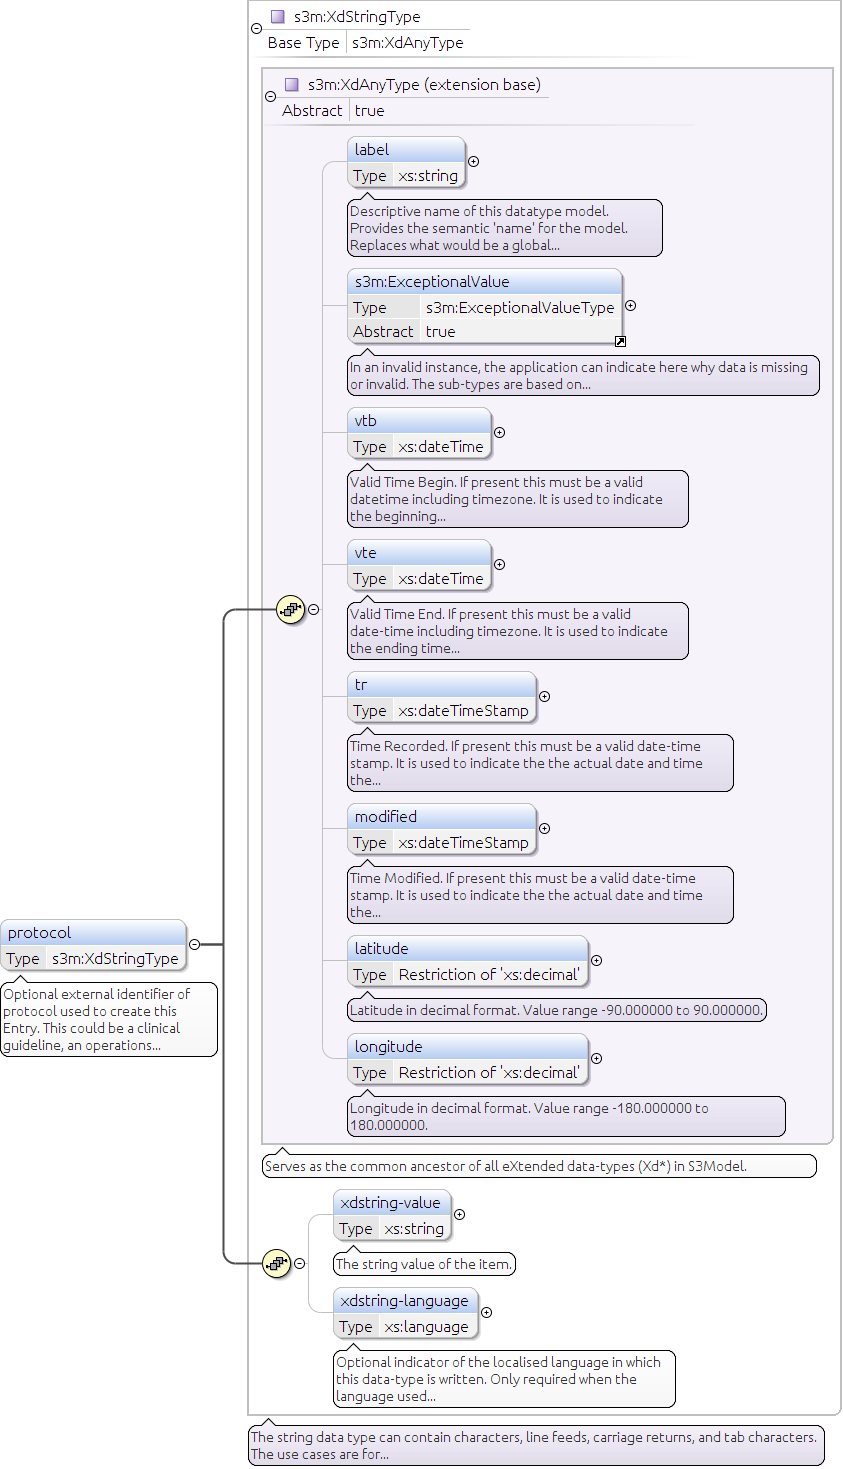 s3m:XdStringType
Base Type s3m:XdAnyType
s3m:XdAnyType (extension base)
Abstract true
label
Type xs:string
Descriptive name of this datatype model.
Provides the semantic 'name' for the model.
Replaces what would be a global...
s3m:ExceptionalValue
Type s3m:ExceptionalValueType
Abstract true
In an invalid instance, the application can indicate here why data is missing
or invalid. The sub-types are based on...
vtb
Type xs:dateTime
Valid Time Begin. If present this must be a valid
datetime including timezone. It is used to indicate
the beginning...
vte
Type xs:dateTime
Valid Time End. If present this must be a valid
date-time including timezone. It is used to indicate
the ending time...
tr
Type xs:dateTimeStamp
Time Recorded. If present this must be a valid date-time
stamp. It is used to indicate the the actual date and time
the...
modified
Type xs:dateTimeStamp
Time Modified. If present this must be a valid date-time
stamp. It is used to indicate the the actual date and time
the...
protocol
Type s3m:XdStringType
Optional external identifier of
protocol used to create this
Entry. This could be a clinical
guideline, an operations...
latitude
Type Restriction of 'xs:decimal'
Latitude in decimal format. Value range -90.000000 to 90.000000.
longitude
Type Restriction of 'xs:decimal'
Longitude in decimal format. Value range -180.000000 to
180.000000.
Serves as the common ancestor of all eXtended data-types (Xd*) in S3Model.
xdstring-value
Type xs:string
The string value of the item.
xdstring-language
Type xs:language
Optional indicator of the localised language in which
this data-type is written. Only required when the
language used...
The string data type can contain characters, line feeds, carriage returns, and tab characters.
The use cases are for...